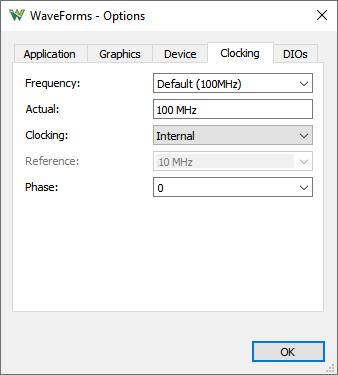 WaveForms - Options
Application Graphics Device Clocking DIOs
Frequency: Default (100MHz)
Actual: 100 MHz
Clocking: Internal
Reference: 10 MHz
Phase: 0
OK